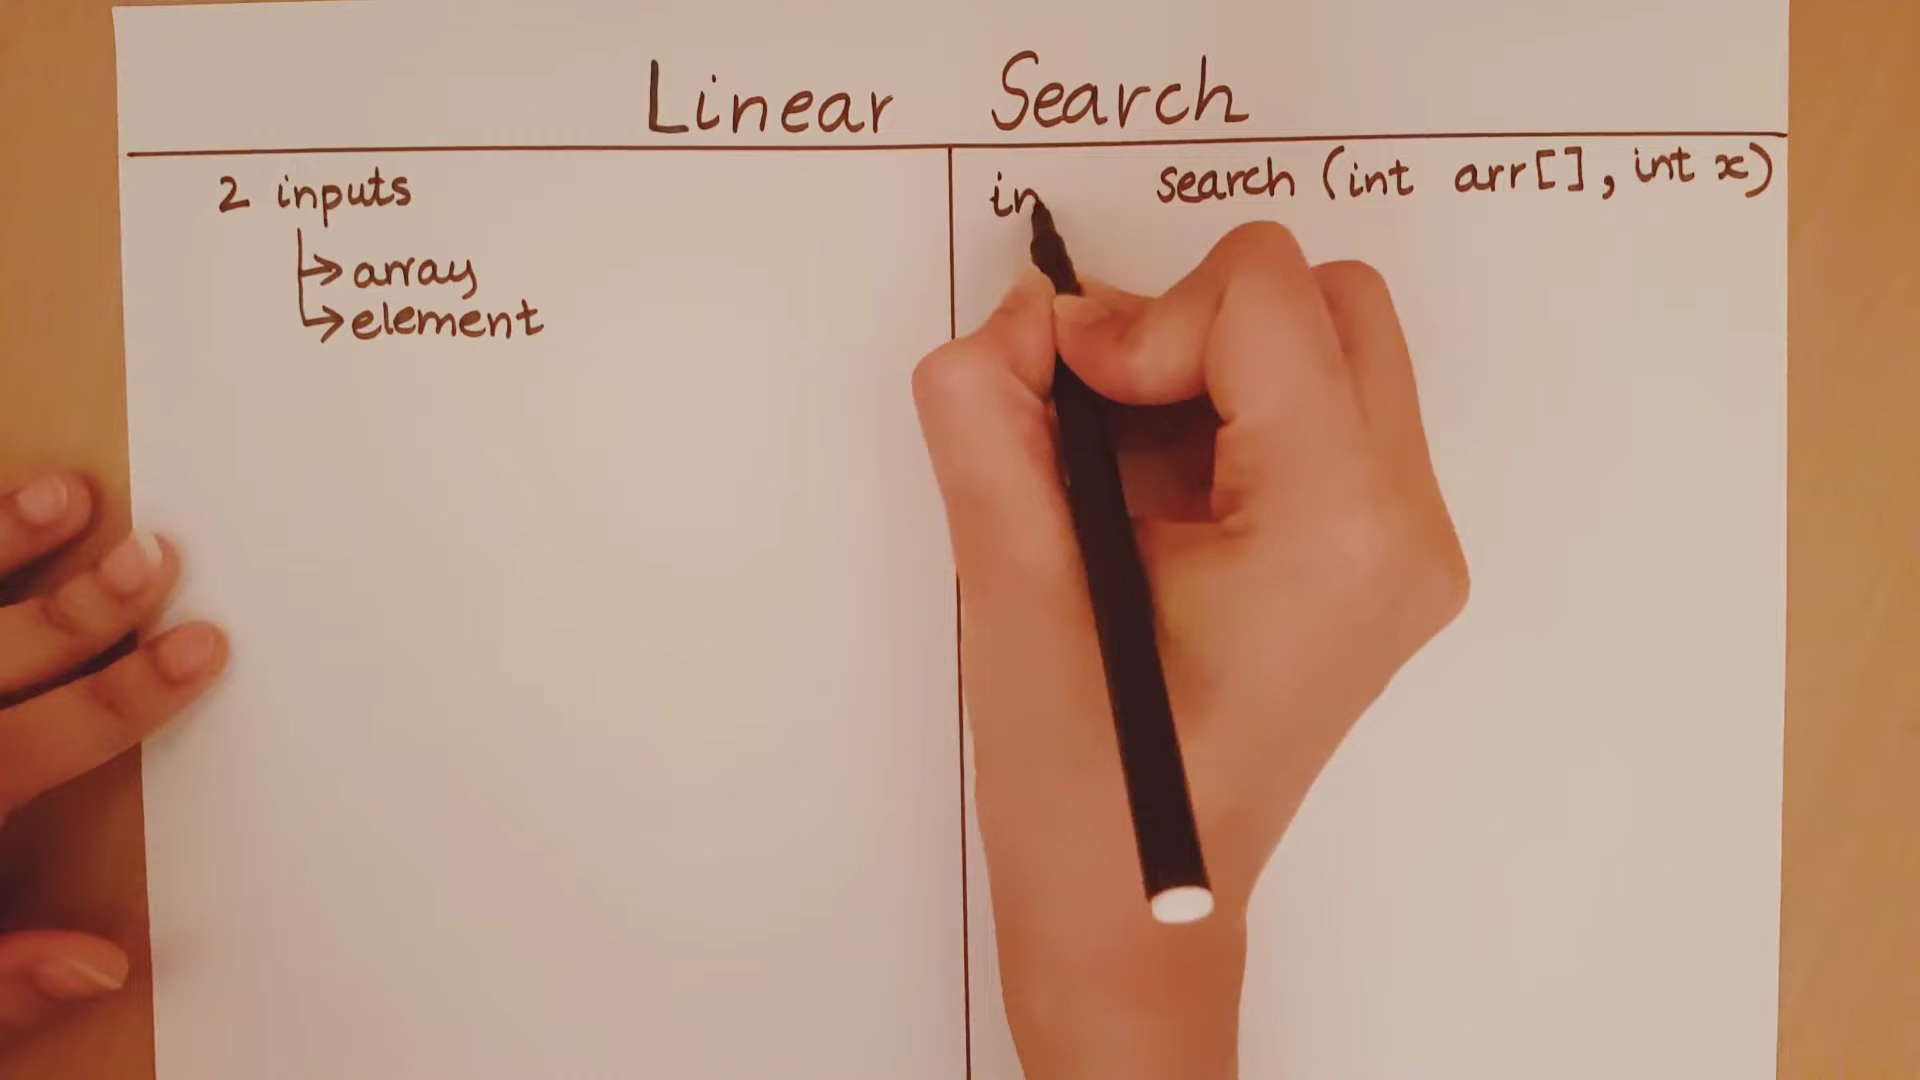 Linear Search
2 inputs
→ array
→ element
in search (int arr[], int x)